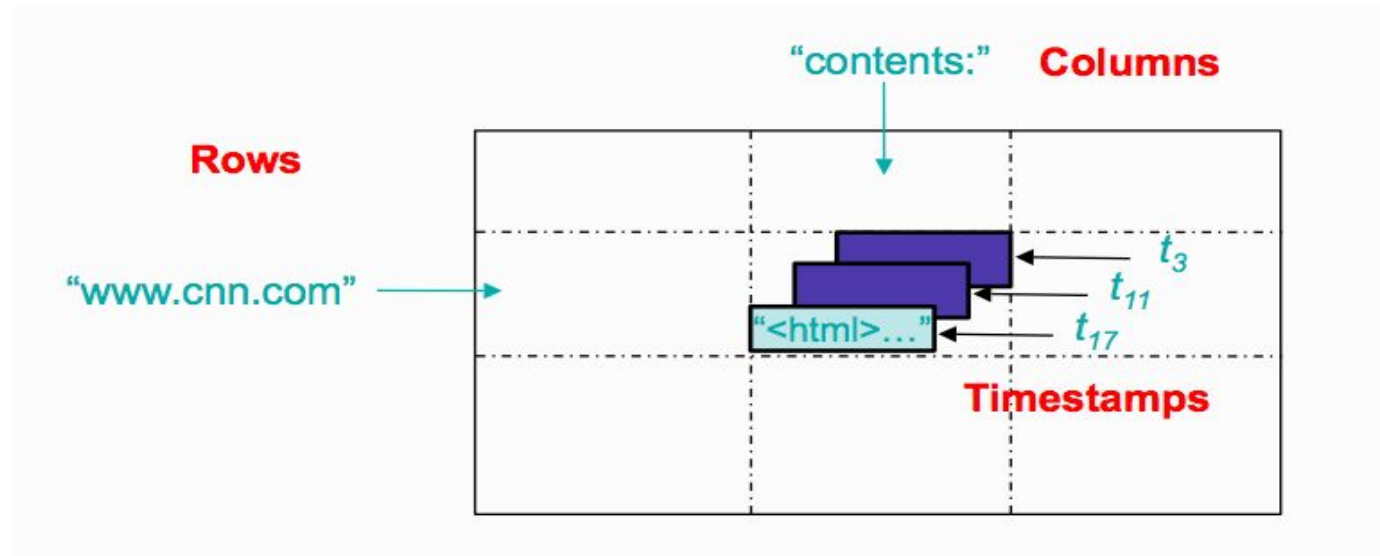 “contents:”
Columns
Rows
“www.cnn.com”
t3
t11
“<html>...”
t17
Timestamps